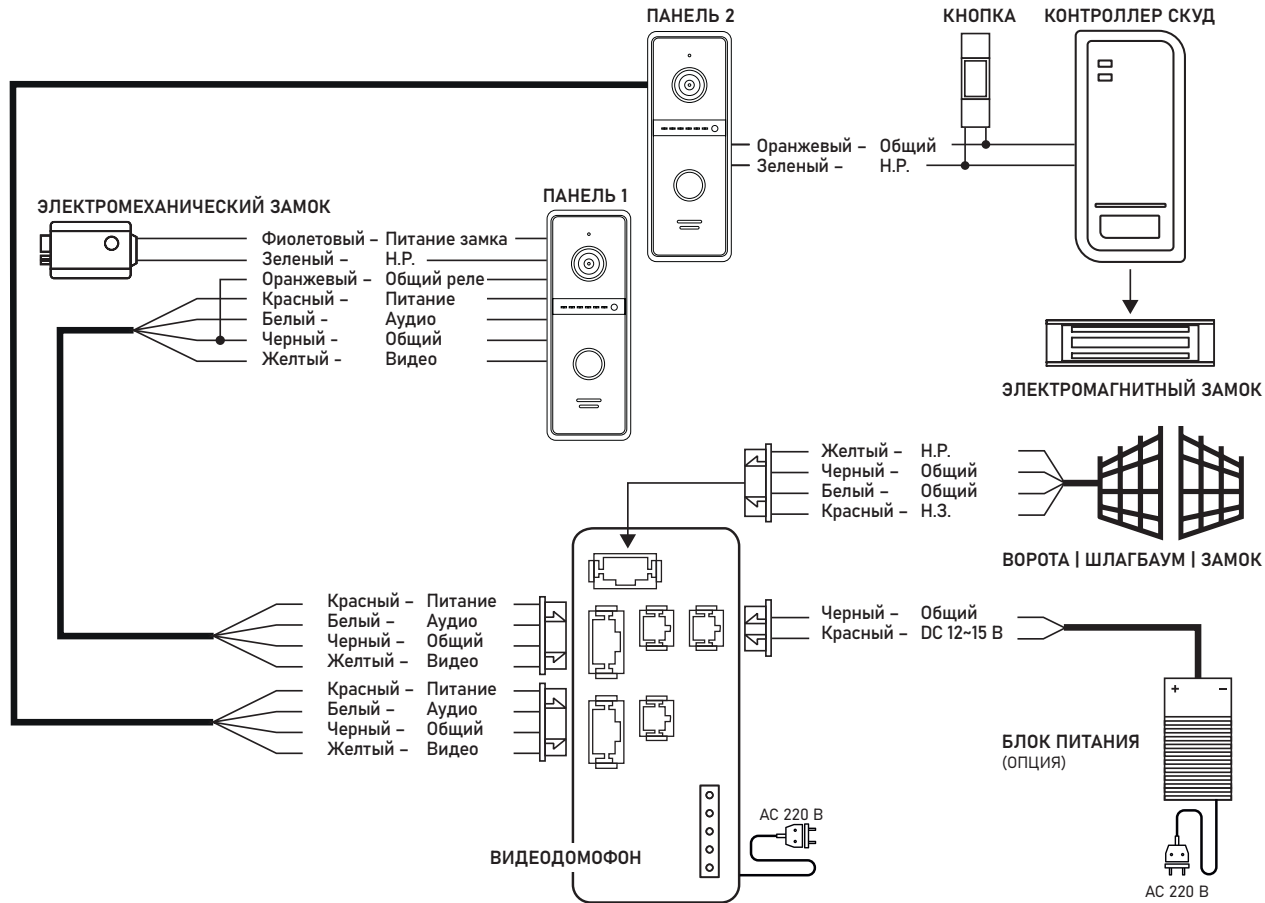 ПАНЕЛЬ 2
КНОПКА
КОНТРОЛЛЕР СКУД
Оранжевый – Общий
Зеленый – Н.Р.
ПАНЕЛЬ 1
ЭЛЕКТРОМЕХАНИЧЕСКИЙ ЗАМОК
Фиолетовый – Питание замка
Зеленый – Н.Р.
Оранжевый – Общий реле
Красный – Питание
Белый – Аудио
Черный – Общий
Желтый – Видео
ЭЛЕКТРОМАГНИТНЫЙ ЗАМОК
Желтый – Н.Р.
Черный – Общий
Белый – Общий
Красный – Н.З.
ВОРОТА | ШЛАГБАУМ | ЗАМОК
Красный – Питание
Белый – Аудио
Черный – Общий
Желтый – Видео
Красный – Питание
Белый – Аудио
Черный – Общий
Желтый – Видео
Черный – Общий
Красный – DC 12~15 В
+ –
БЛОК ПИТАНИЯ
(ОПЦИЯ)
AC 220 В
ВИДЕОДОМОФОН
AC 220 В